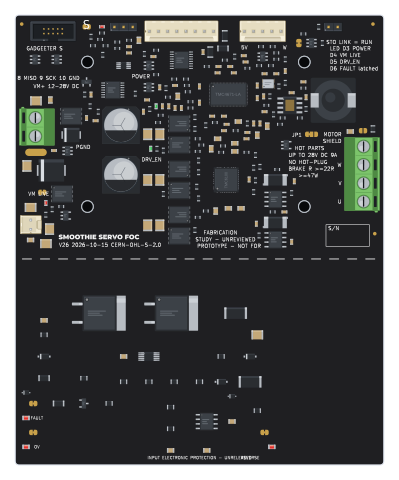 S
GADGEETER S
8 MISO 9 SCK 10 GND
VM+ 12-28V DC
POWER
5V
W
STO LINK = RUN
LED D3 POWER
D4 VM LIVE
D5 DRV_EN
D6 FAULT latched
JP1
MOTOR
SHIELD
HOT PARTS
UP TO 28V DC 9A
NO HOT-PLUG
BRAKE R >=22R
>=47W
PGND
DRV_EN
VM
W
V
U
SMOOTHIE SERVO FOC
V26 2026-10-15 CERN-OHL-S-2.0
FABRICATION
STUDY - UNREVIEWED
PROTOTYPE - NOT FOR
S/N
FAULT
OV
INPUT ELECTRONIC PROTECTION -